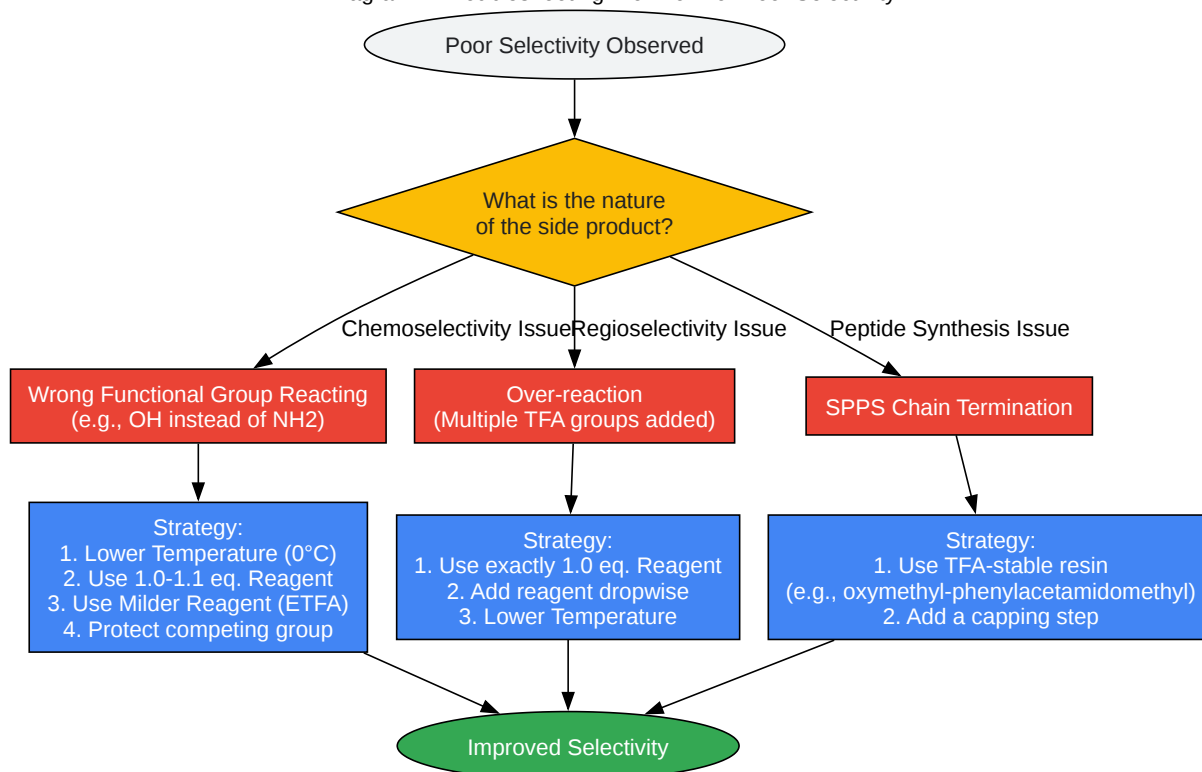 Poor Selectivity Observed
What is the nature
of the side product?
Chemoselectivity Issue
Regioselectivity Issue
Peptide Synthesis Issue
Wrong Functional Group Reacting
(e.g., OH instead of NH2)
Over-reaction
(Multiple TFA groups added)
SPPS Chain Termination
Strategy:
1. Lower Temperature (0°C)
2. Use 1.0-1.1 eq. Reagent
3. Use Milder Reagent (ETFA)
4. Protect competing group
Strategy:
1. Use exactly 1.0 eq. Reagent
2. Add reagent dropwise
3. Lower Temperature
Strategy:
1. Use TFA-stable resin
(e.g., oxymethyl-phenylacetamidomethyl)
2. Add a capping step
Improved Selectivity